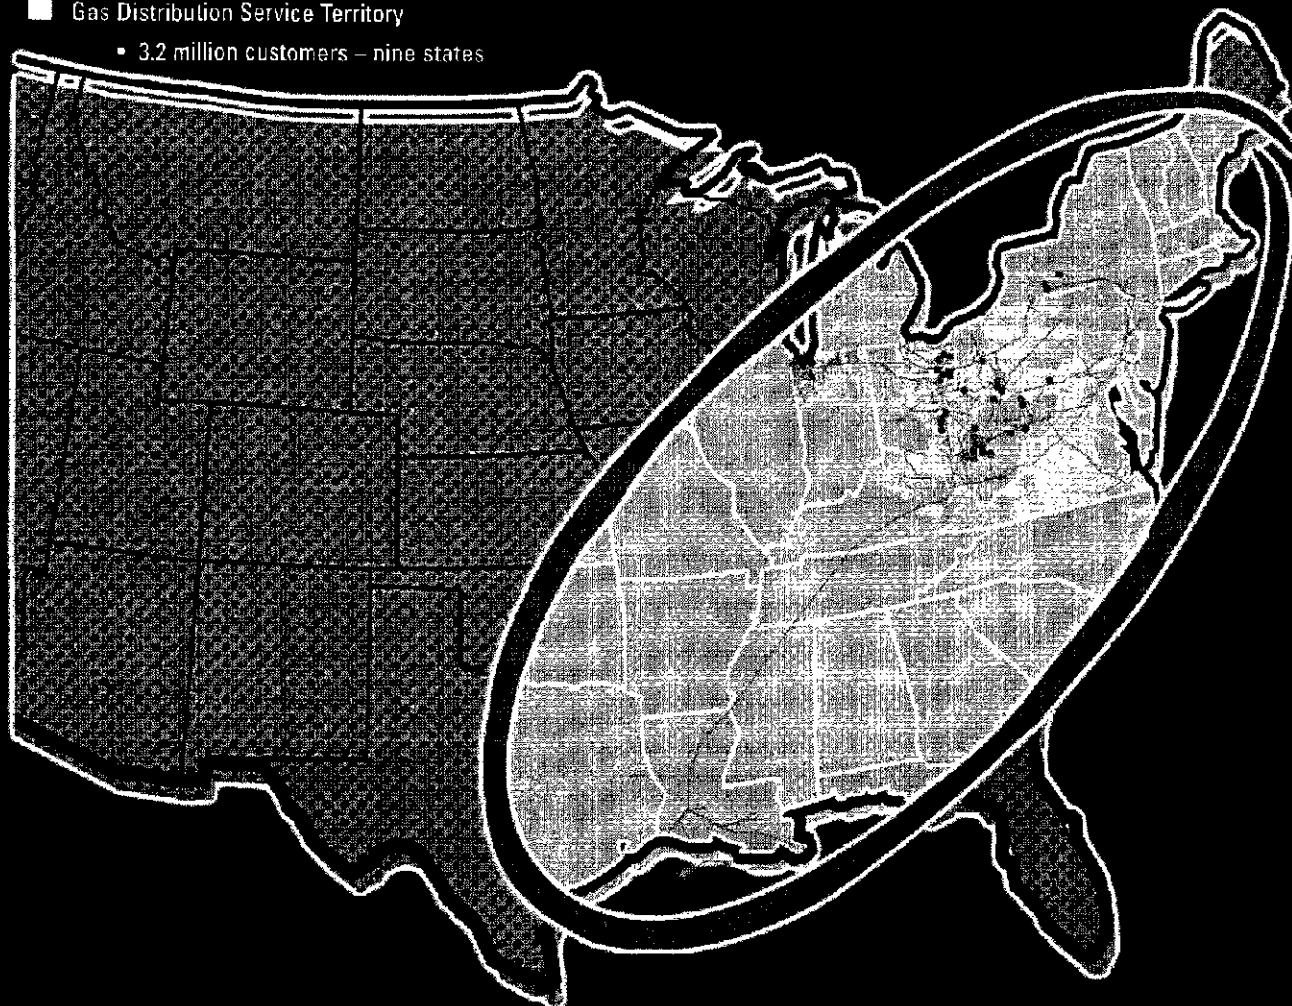 Gas Distribution Service Territory
• 3.2 million customers – nine states